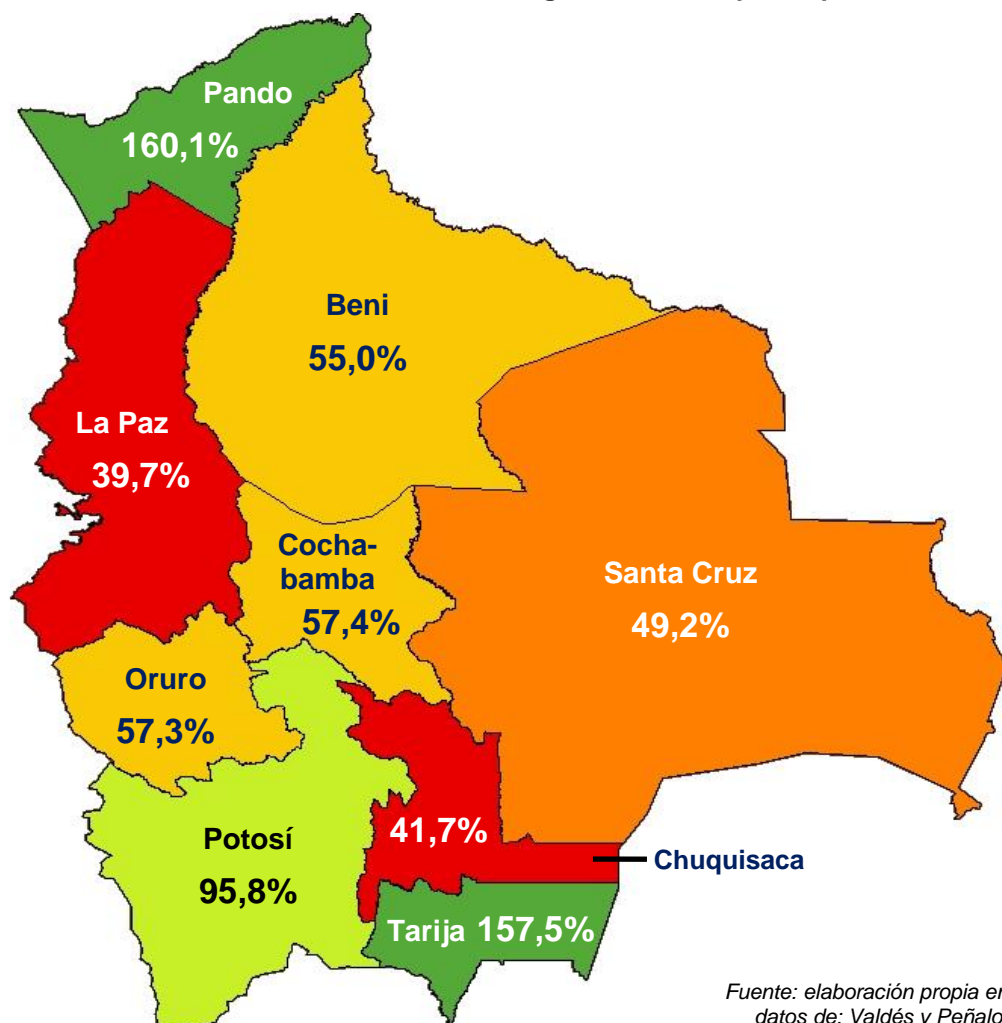 Pando
160,1%
Beni
55,0%
La Paz
39,7%
Cocha-
bamba
57,4%
Santa Cruz
49,2%
Oruro
57,3%
Potosí
95,8%
41,7%
Chuquisaca
Tarija 157,5%
Fuente: elaboración propia en
datos de: Valdés y Peñalo